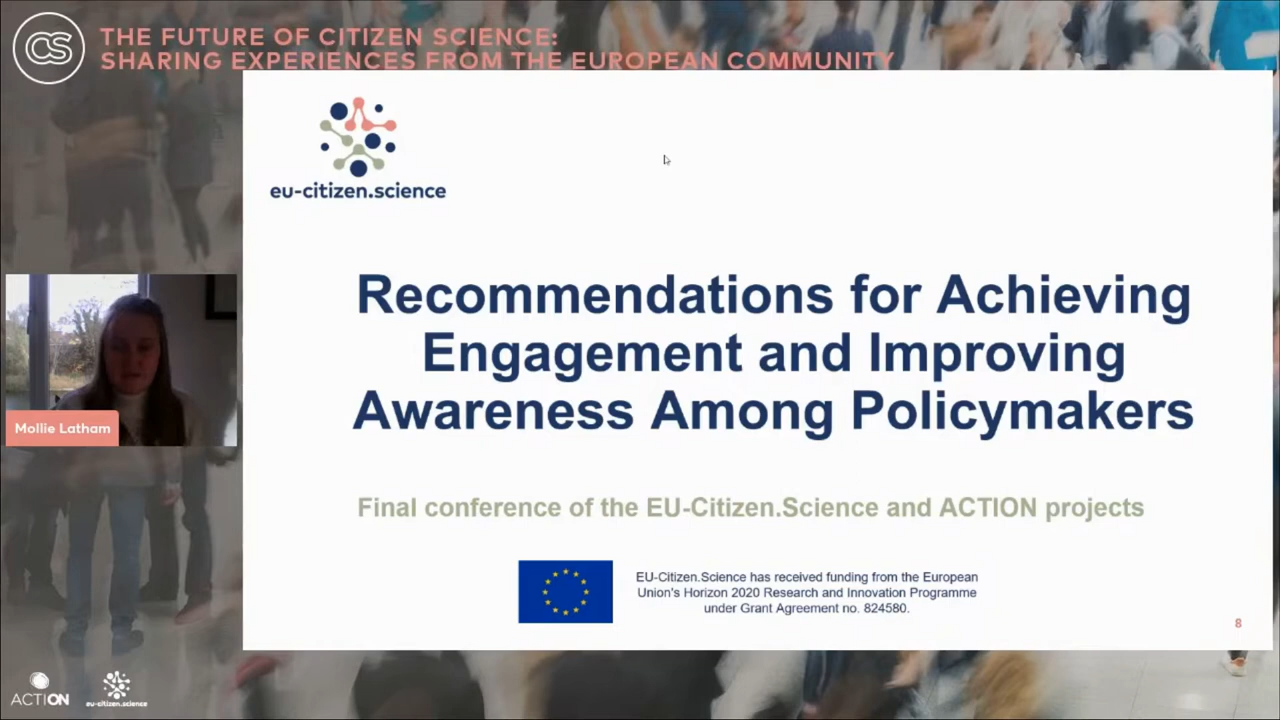 CS
THE FUTURE OF CITIZEN SCIENCE:
SHARING EXPERIENCES FROM THE EUROPEAN COMMUNITY
eu-citizen.science
Recommendations for Achieving
Engagement and Improving
Awareness Among Policymakers
Mollie Latham
Final conference of the EU-Citizen.Science and ACTION projects
EU-Citizen.Science has received funding from the European
Union's Horizon 2020 Research and Innovation Programme
under Grant Agreement no. 824580.
8
ACTION
eu-citizen.science